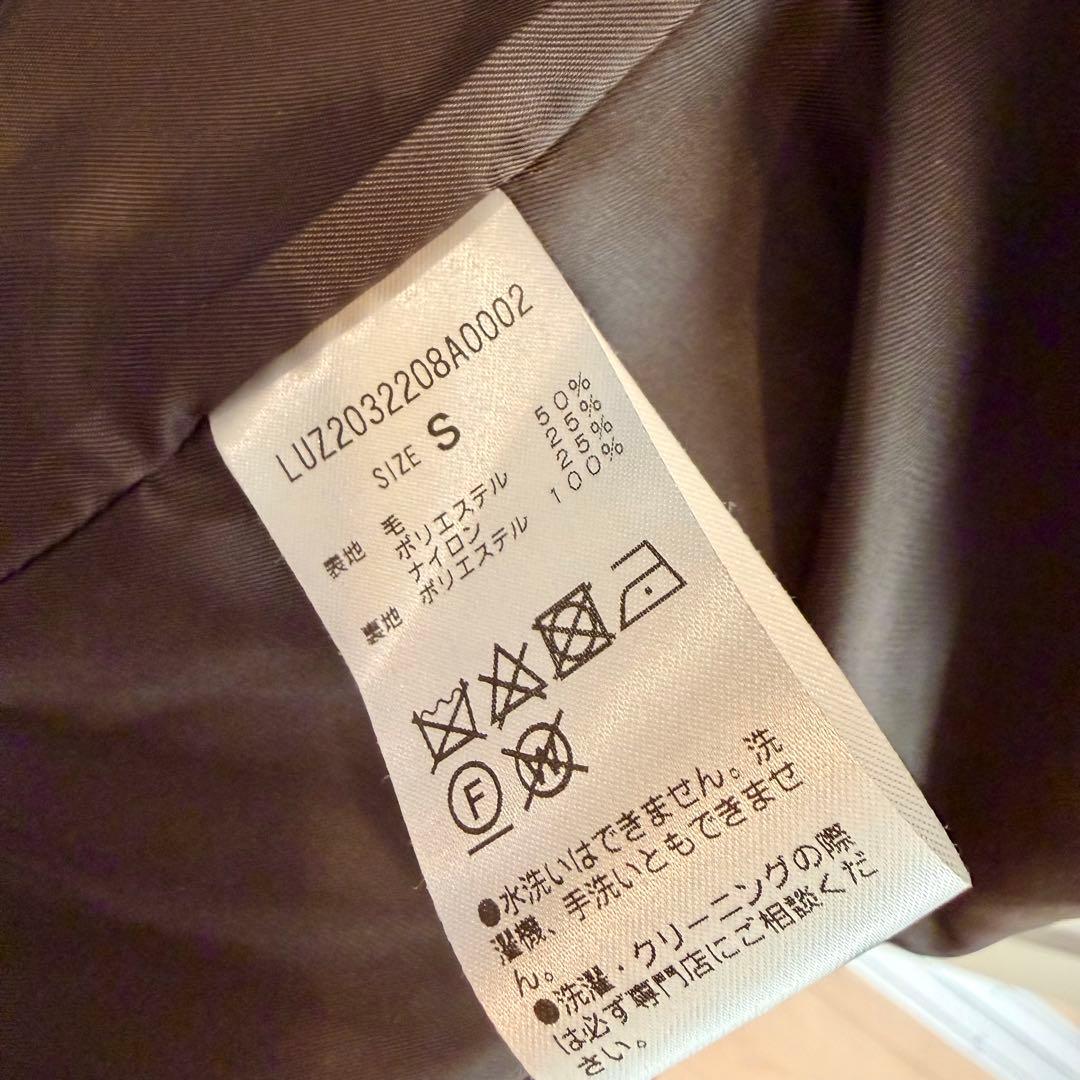 LUZ2032208A0002
SIZE S
表地 毛 50%
ポリエステル 25%
ナイロン 25%
裏地 ポリエステル 100%
F W
●水洗いはできません。洗
濯機、手洗いともできませ
ん。
●洗濯・クリーニングの際
は必ず専門店にご相談くだ
さい。